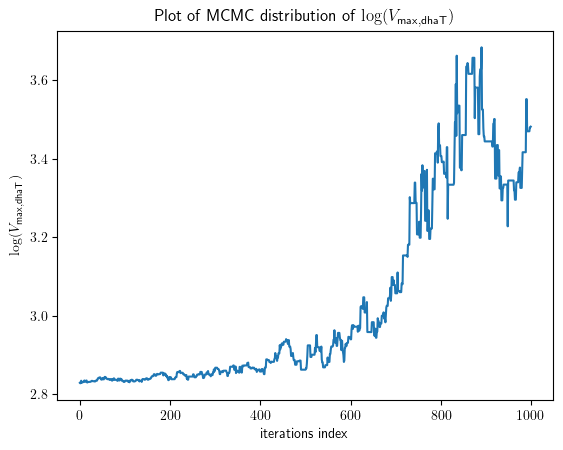 Plot of MCMC distribution of log(V_max,dhaT)
log(V_max,dhaT)
3.6
3.4
3.2
3.0
2.8
0 200 400 600 800 1000
iterations index